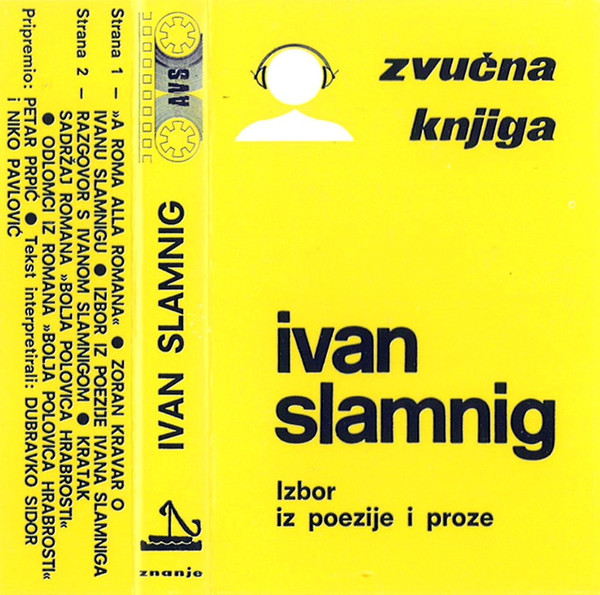 Strana 1 — »A ROMA ALLA ROMANA« ● ZORAN KRAVAR O
IVANU SLAMNIGU ● IZBOR IZ POEZIJE IVANA SLAMNIGA
Strana 2 — RAZGOVOR S IVANOM SLAMNIGOM ● KRATAK
SADRŽAJ ROMANA »BOLJA POLOVICA HRABROSTI«
● ODLOMCI IZ ROMANA »BOLJA POLOVICA HRABROSTI«
Pripremio: PETAR PRPIĆ ● Tekst interpretirali: DUBRAVKO SIDOR
i NIKO PAVLOVIĆ
AVS
IVAN SLAMNIG
znanje
zvučna
knjiga
ivan
slamnig
Izbor
iz poezije i proze